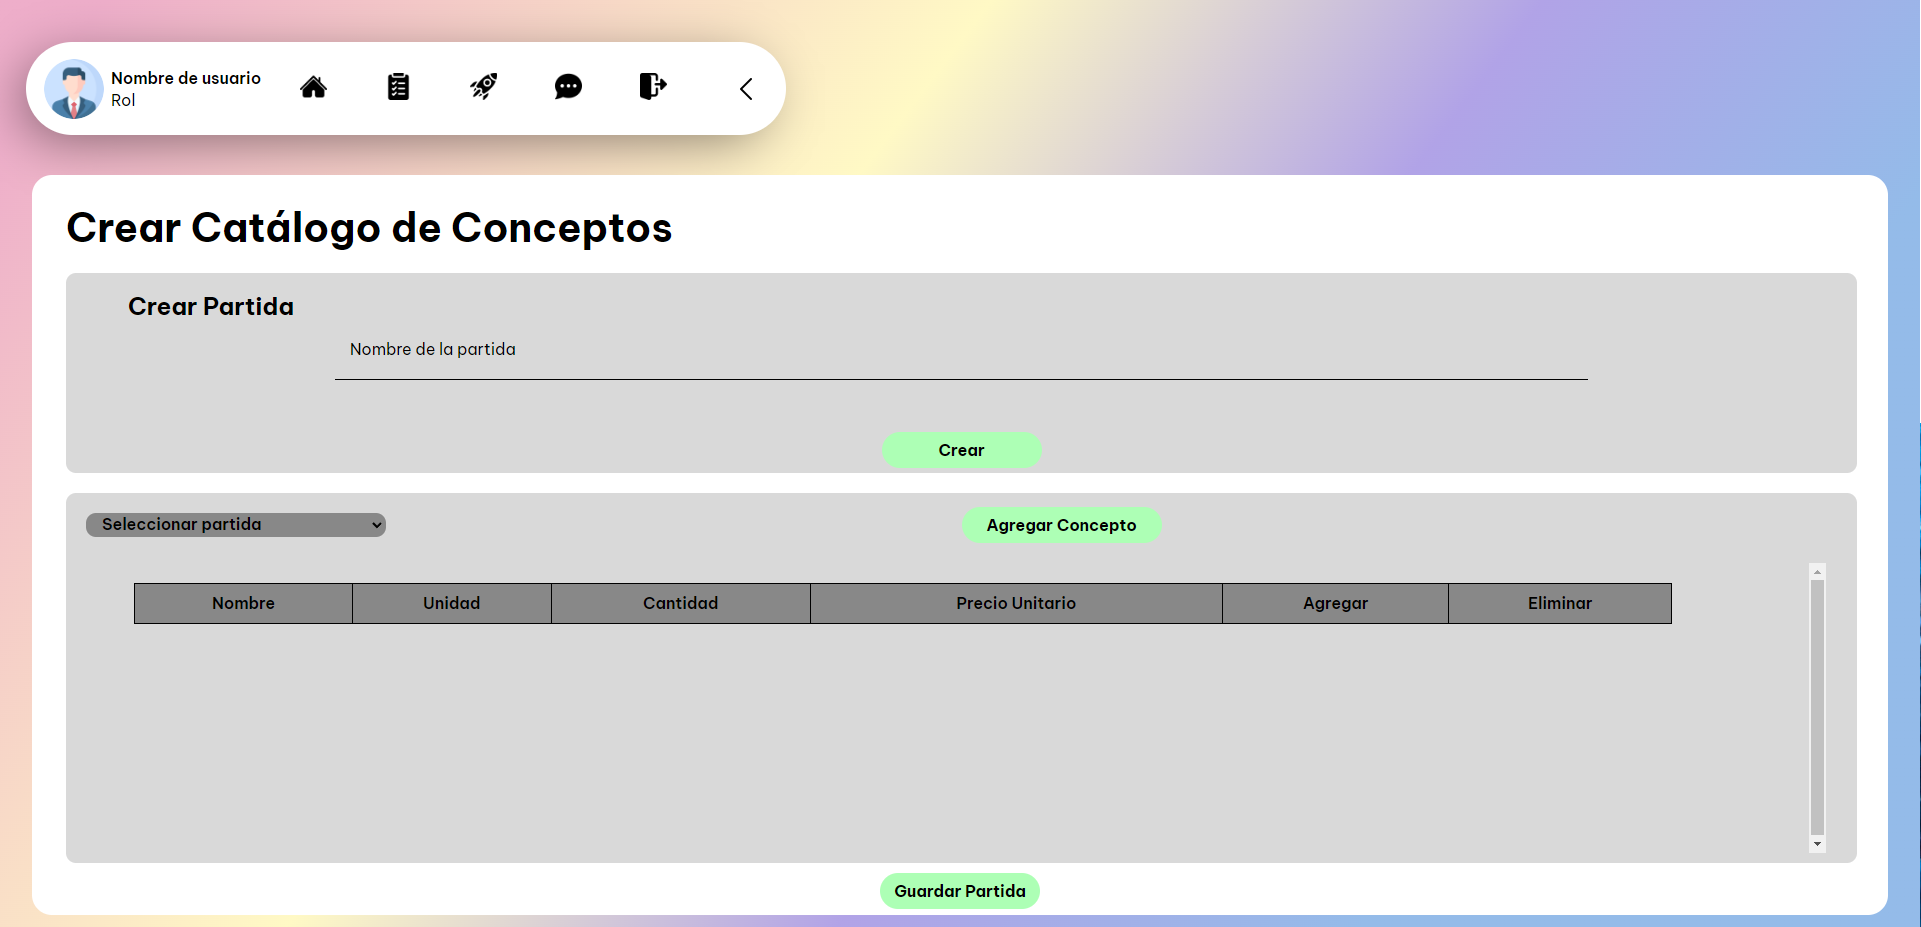 Nombre de usuario
Rol
Crear Catálogo de Conceptos
Crear Partida
Nombre de la partida
Crear
Seleccionar partida
Agregar Concepto
Nombre Unidad Cantidad Precio Unitario Agregar Eliminar
Guardar Partida